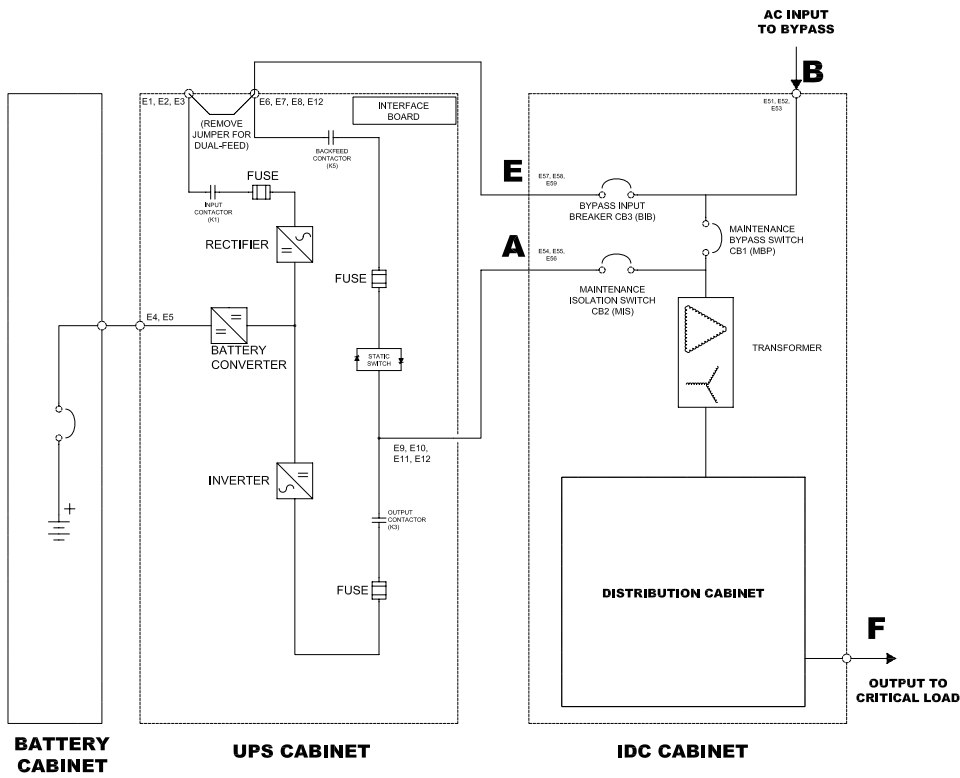 AC INPUT
TO BYPASS
B
E1, E2, E3
E6, E7, E8, E12
INTERFACE
BOARD
E51, E52,
E53
(REMOVE
JUMPER FOR
DUAL-FEED)
BACKFEED
CONTACTOR
(K5)
FUSE
INPUT
CONTACTOR
(K1)
E
E57, E58,
E59
BYPASS INPUT
BREAKER CB3 (BIB)
RECTIFIER
A
E54, E55,
E56
MAINTENANCE
BYPASS SWITCH
CB1 (MBP)
FUSE
MAINTENANCE
ISOLATION SWITCH
CB2 (MIS)
E4, E5
BATTERY
CONVERTER
STATIC
SWITCH
TRANSFORMER
E9, E10,
E11, E12
INVERTER
+
OUTPUT
CONTACTOR
(K3)
FUSE
DISTRIBUTION CABINET
F
OUTPUT TO
CRITICAL LOAD
BATTERY
CABINET
UPS CABINET
IDC CABINET